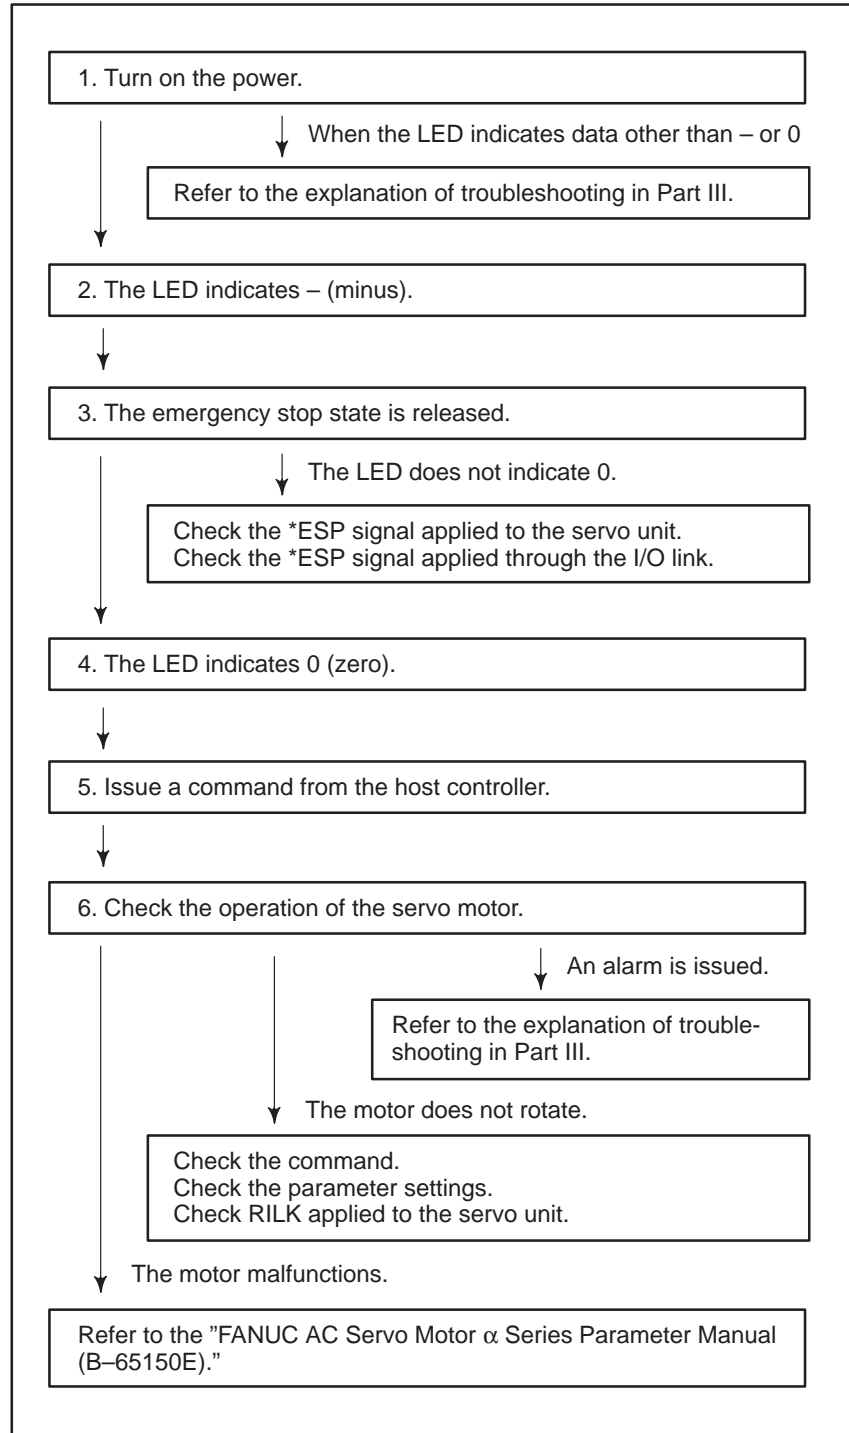 1. Turn on the power.
When the LED indicates data other than – or 0
Refer to the explanation of troubleshooting in Part III.
2. The LED indicates – (minus).
3. The emergency stop state is released.
The LED does not indicate 0.
Check the *ESP signal applied to the servo unit.
Check the *ESP signal applied through the I/O link.
4. The LED indicates 0 (zero).
5. Issue a command from the host controller.
6. Check the operation of the servo motor.
An alarm is issued.
Refer to the explanation of trouble-
shooting in Part III.
The motor does not rotate.
Check the command.
Check the parameter settings.
Check RILK applied to the servo unit.
The motor malfunctions.
Refer to the ”FANUC AC Servo Motor α Series Parameter Manual
(B–65150E).”